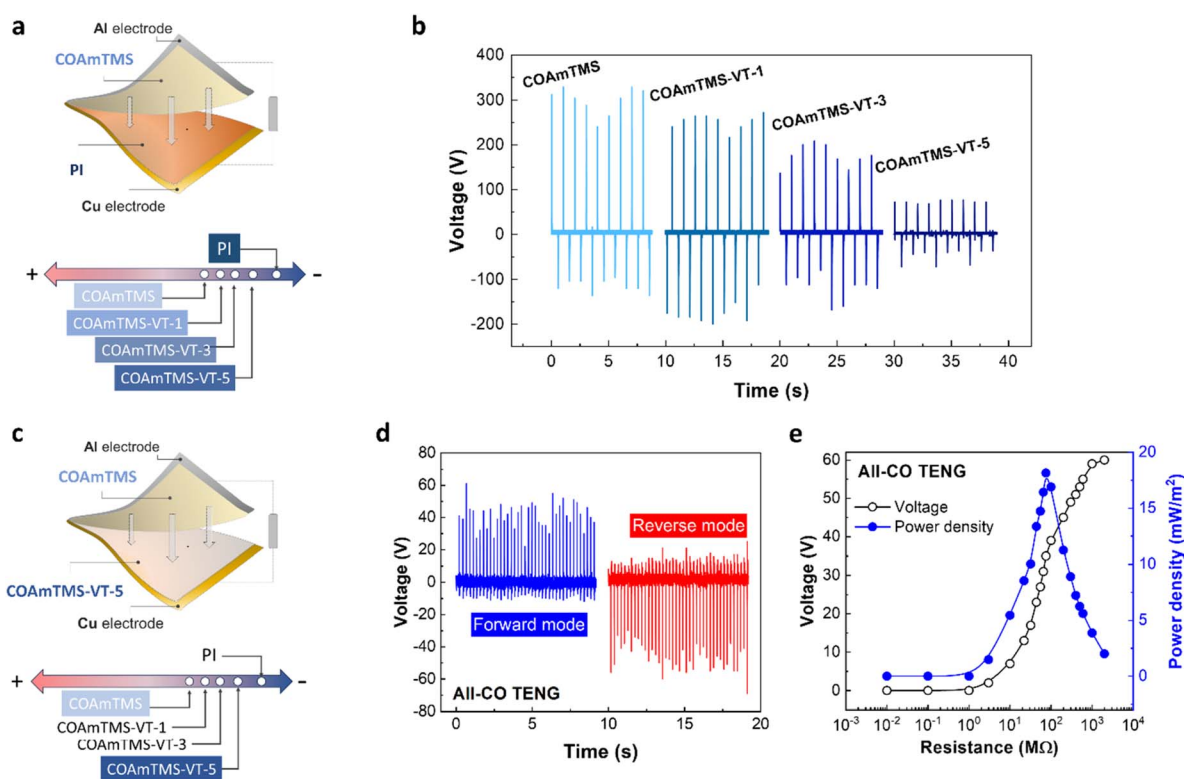 a
Al electrode
COAmTMS
PI
Cu electrode
PI
+
-
COAmTMS
COAmTMS-VT-1
COAmTMS-VT-3
COAmTMS-VT-5
b
400
300
200
100
0
-100
-200
Voltage (V)
COAmTMS
COAmTMS-VT-1
COAmTMS-VT-3
COAmTMS-VT-5
0 5 10 15 20 25 30 35 40
Time (s)
c
Al electrode
COAmTMS
COAmTMS-VT-5
Cu electrode
PI
+
-
COAmTMS
COAmTMS-VT-1
COAmTMS-VT-3
COAmTMS-VT-5
d
80
60
40
20
0
-20
-40
-60
-80
Voltage (V)
Reverse mode
Forward mode
All-CO TENG
0 5 10 15 20
Time (s)
e
All-CO TENG
Voltage
Power density
60
50
40
30
20
10
0
Voltage (V)
20
15
10
5
0
Power density (mW/m²)
10⁻³ 10⁻² 10⁻¹ 10⁰ 10¹ 10² 10³ 10⁴
Resistance (MΩ)